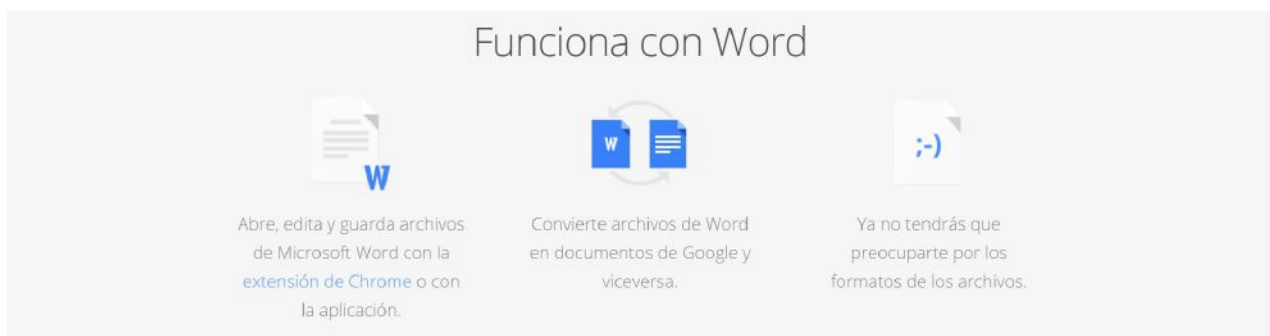 Funciona con Word
W
W
;-)
Abre, edita y guarda archivos
de Microsoft Word con la
extensión de Chrome o con
la aplicación.
Convierte archivos de Word
en documentos de Google y
viceversa.
Ya no tendrás que
preocuparte por los
formatos de los archivos.